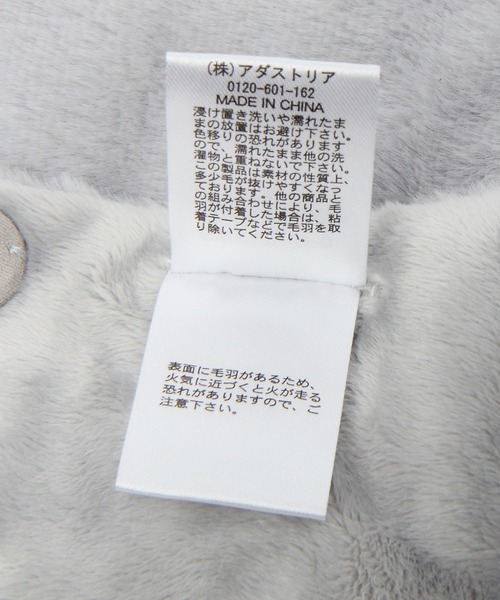 (株)アダストリア
0120-601-162
MADE IN CHINA
浸け置き洗いや濡れたま
まの放置はお避け下さい。
色移りの恐れがあります
ので、濡れたままで他の洗
濯物と重ねないで下さい。
この製品は素材の性質上、
多少毛羽が抜けやすくなっ
ております。他の商品と
の組み合わせにより、毛
羽が付着した場合は、粘
着テープなどで毛羽を取
り除いてください。
表面に毛羽があるため、
火気に近づくと火が走る
恐れがありますので、ご
注意下さい。